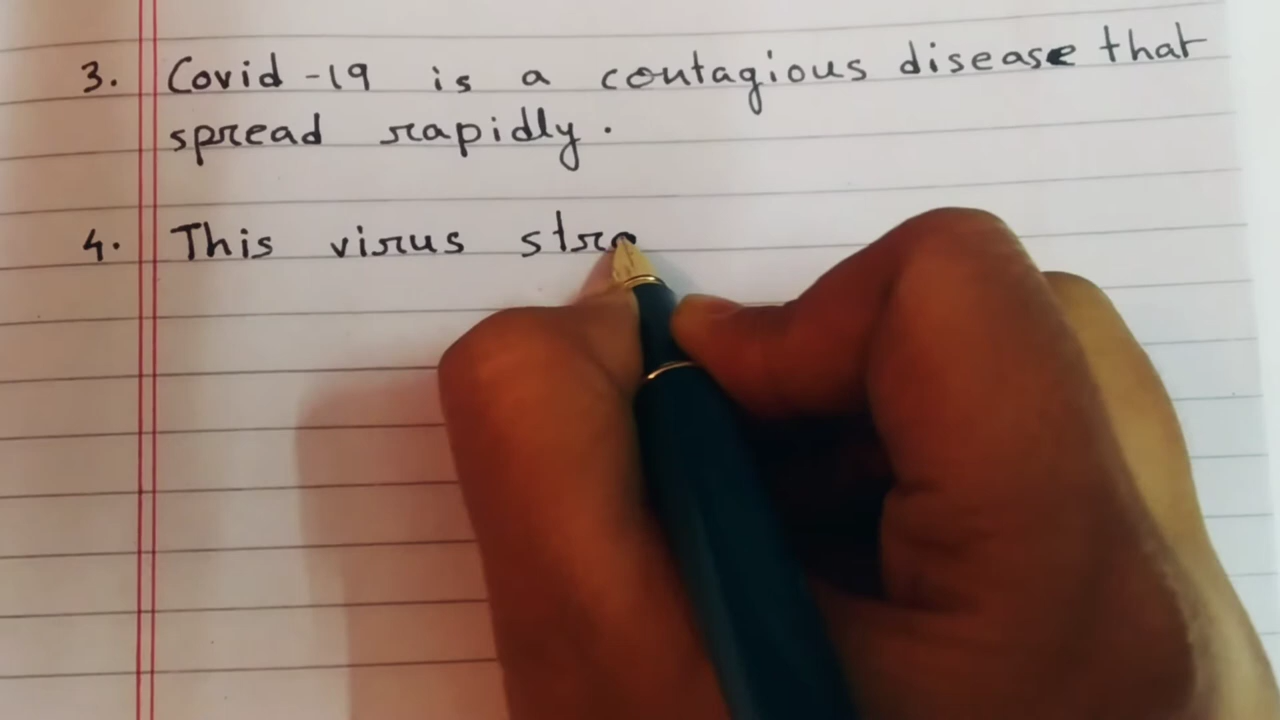 3. Covid-19 is a contagious disease that
spread rapidly.
4. This virus